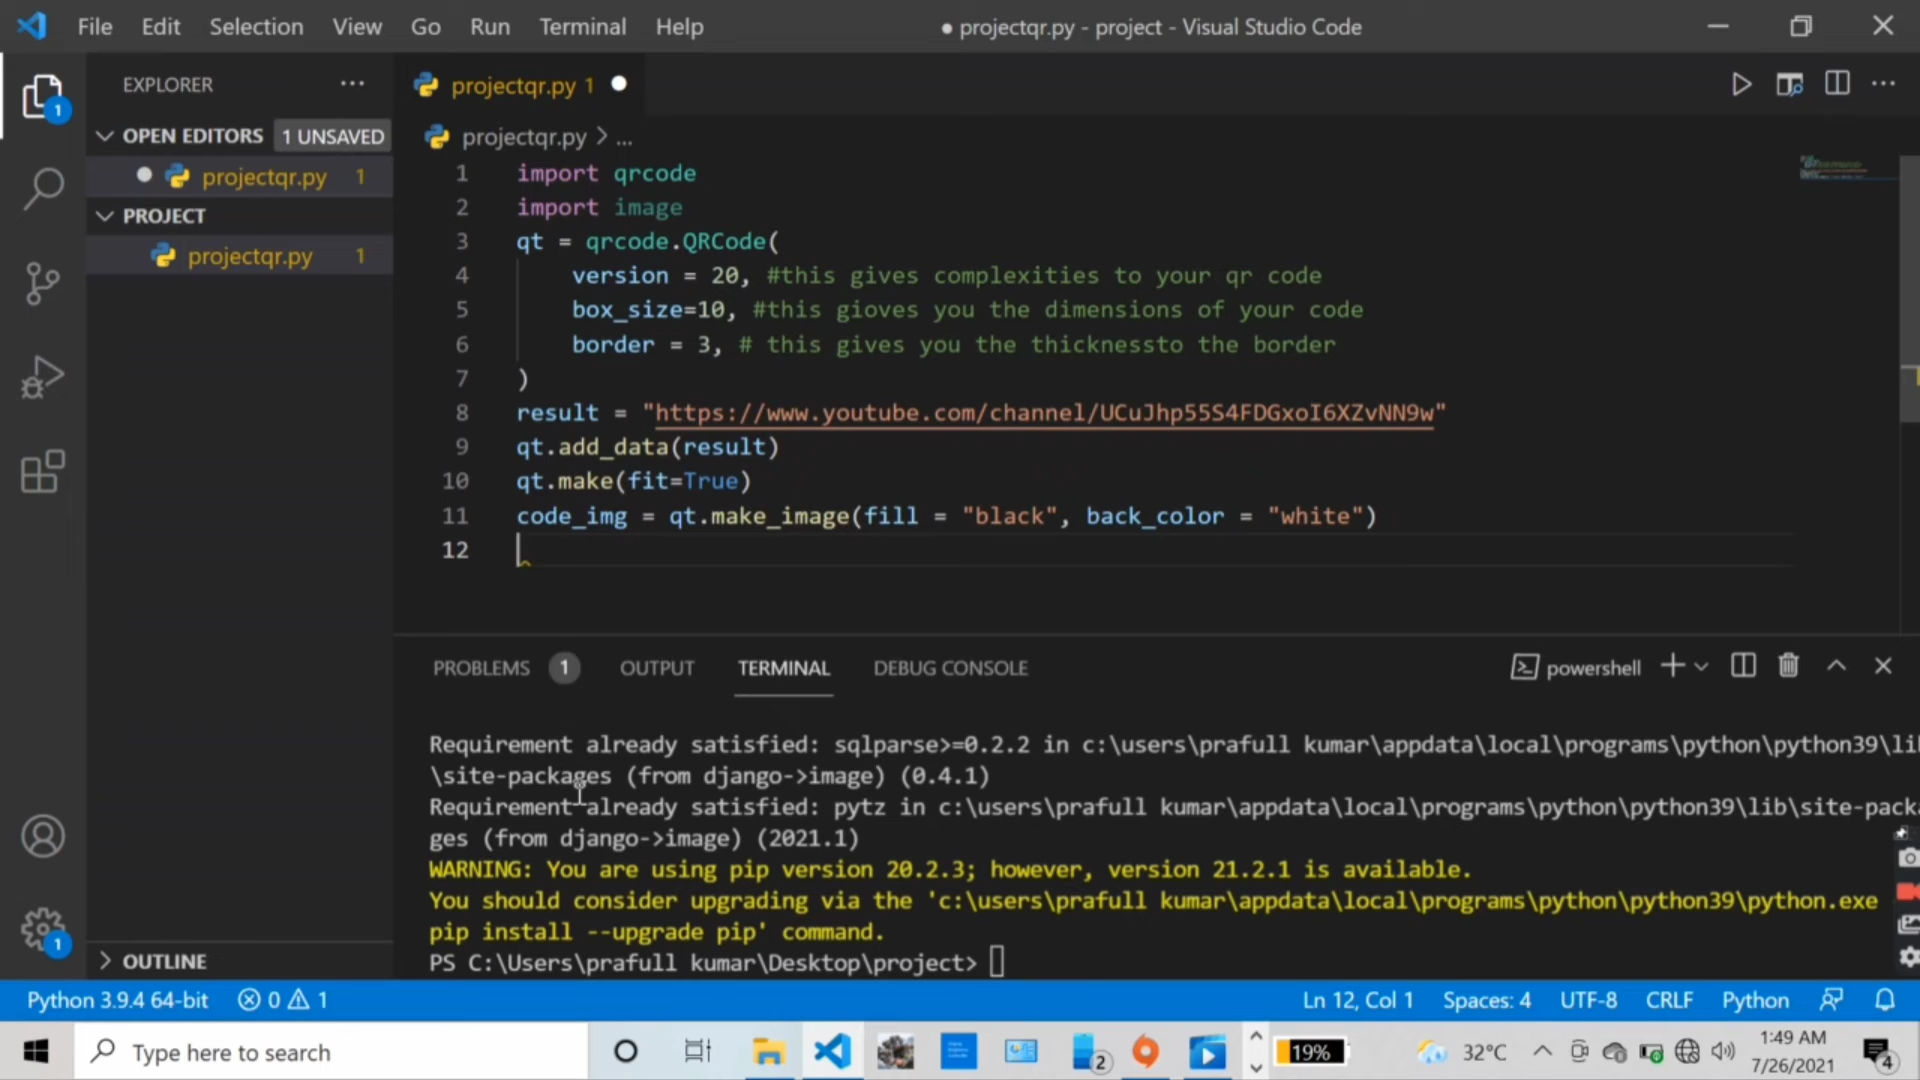 File Edit Selection View Go Run Terminal Help
● projectqr.py - project - Visual Studio Code
EXPLORER
1
OPEN EDITORS 1 UNSAVED
projectqr.py 1
PROJECT
projectqr.py 1
OUTLINE
1
projectqr.py 1
projectqr.py > ...
1 import qrcode
2 import image
3 qt = qrcode.QRCode(
4 version = 20, #this gives complexities to your qr code
5 box_size=10, #this gioves you the dimensions of your code
6 border = 3, # this gives you the thicknessto the border
7 )
8 result = "https://www.youtube.com/channel/UCuJhp55S4FDGxoI6XZvNN9w"
9 qt.add_data(result)
10 qt.make(fit=True)
11 code_img = qt.make_image(fill = "black", back_color = "white")
12
PROBLEMS 1 OUTPUT TERMINAL DEBUG CONSOLE
powershell
Requirement already satisfied: sqlparse>=0.2.2 in c:\users\prafull kumar\appdata\local\programs\python\python39\lib
\site-packages (from django->image) (0.4.1)
Requirement already satisfied: pytz in c:\users\prafull kumar\appdata\local\programs\python\python39\lib\site-packa
ges (from django->image) (2021.1)
WARNING: You are using pip version 20.2.3; however, version 21.2.1 is available.
You should consider upgrading via the 'c:\users\prafull kumar\appdata\local\programs\python\python39\python.exe
pip install --upgrade pip' command.
PS C:\Users\prafull kumar\Desktop\project>
Python 3.9.4 64-bit 0 1
Ln 12, Col 1 Spaces: 4 UTF-8 CRLF Python
Type here to search
2
19%
32°C
1:49 AM
7/26/2021
4